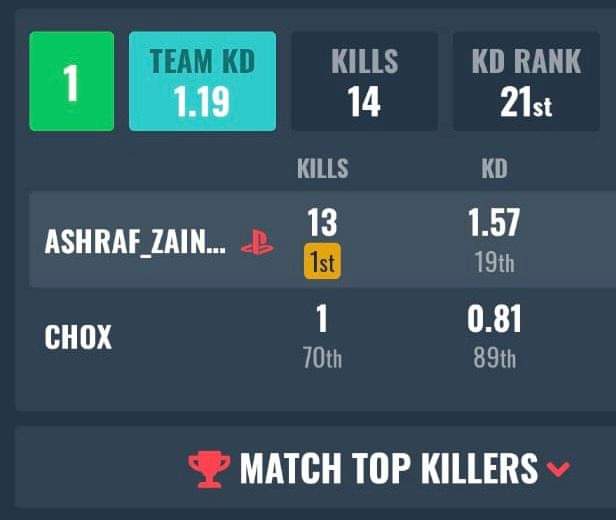 1
TEAM KD
1.19
KILLS
14
KD RANK
21st
KILLS KD
ASHRAF_ZAIN... 13 1.57
1st 19th
CHOX 1 0.81
70th 89th
MATCH TOP KILLERS